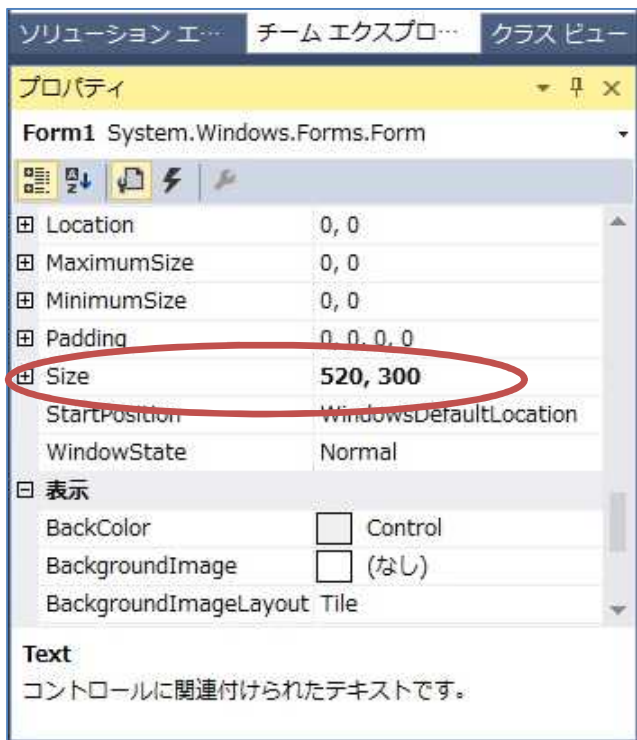 ソリューション エ… チーム エクスプロ… クラス ビュー
プロパティ
Form1 System.Windows.Forms.Form
Location 0, 0
MaximumSize 0, 0
MinimumSize 0, 0
Padding 0, 0, 0, 0
Size 520, 300
StartPosition WindowsDefaultLocation
WindowState Normal
表示
BackColor Control
BackgroundImage (なし)
BackgroundImageLayout Tile
Text
コントロールに関連付けられたテキストです。